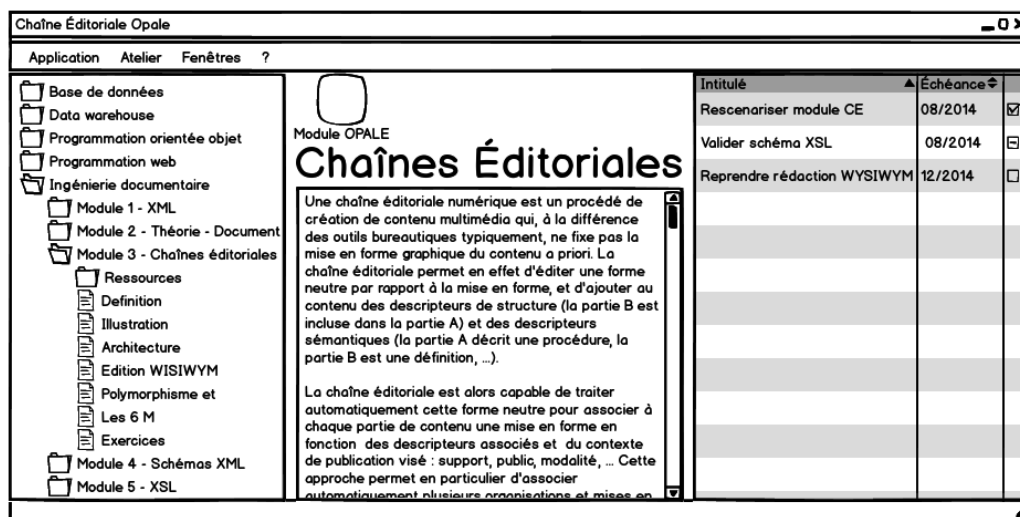 Chaîne Éditoriale Opale
Application Atelier Fenêtres ?
Base de données
Data warehouse
Programmation orientée objet
Programmation web
Ingénierie documentaire
Module 1 - XML
Module 2 - Théorie - Document
Module 3 - Chaînes éditoriales
Ressources
Definition
Illustration
Architecture
Edition WISIWYM
Polymorphisme et
Les 6 M
Exercices
Module 4 - Schémas XML
Module 5 - XSL
Module OPALE
Chaînes Éditoriales
Une chaîne éditoriale numérique est un procédé de
création de contenu multimédia qui, à la différence
des outils bureautiques typiquement, ne fixe pas la
mise en forme graphique du contenu a priori. La
chaîne éditoriale permet en effet d'éditer une forme
neutre par rapport à la mise en forme, et d'ajouter au
contenu des descripteurs de structure (la partie B est
incluse dans la partie A) et des descripteurs
sémantiques (la partie A décrit une procédure, la
partie B est une définition, ...).
La chaîne éditoriale est alors capable de traiter
automatiquement cette forme neutre pour associer à
chaque partie de contenu une mise en forme en
fonction des descripteurs associés et du contexte
de publication visé : support, public, modalité, ... Cette
approche permet en particulier d'associer
automatiquement plusieurs organisations et mises en
Intitulé Échéance
Rescenariser module CE 08/2014
Valider schéma XSL 08/2014
Reprendre rédaction WYSIWYM 12/2014